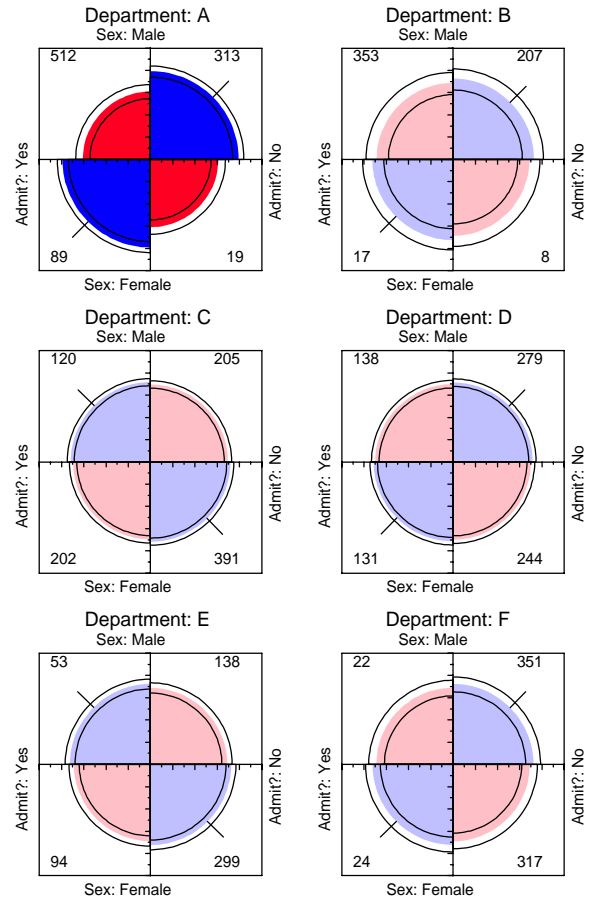 Department: A
Sex: Male
512 313
Admit?: Yes
Admit?: No
89 19
Sex: Female
Department: B
Sex: Male
353 207
Admit?: Yes
Admit?: No
17 8
Sex: Female
Department: C
Sex: Male
120 205
Admit?: Yes
Admit?: No
202 391
Sex: Female
Department: D
Sex: Male
138 279
Admit?: Yes
Admit?: No
131 244
Sex: Female
Department: E
Sex: Male
53 138
Admit?: Yes
Admit?: No
94 299
Sex: Female
Department: F
Sex: Male
22 351
Admit?: Yes
Admit?: No
24 317
Sex: Female